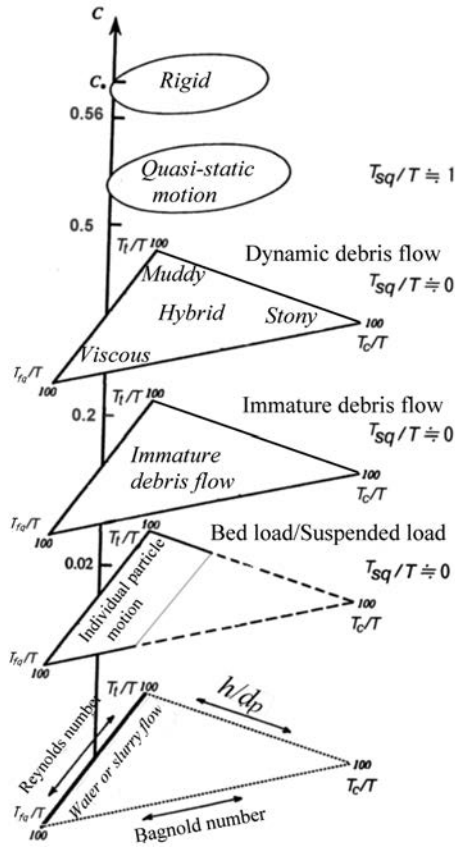 C
C*
Rigid
0.56
Quasi-static
motion
Tsq/T ≒ 1
0.5
Tt/T 100
Dynamic debris flow
Muddy
Tsq/T ≒ 0
Hybrid
Stony
100
Tc/T
Viscous
Tfq/T
100
0.2
Tt/T 100
Immature debris flow
Tsq/T ≒ 0
Immature
debris flow
100
Tc/T
Tfq/T
100
Tt/T 100
Bed load/Suspended load
0.02
Tsq/T ≒ 0
Individual particle
motion
100
Tc/T
Tfq/T
100
Tt/T 100
h/dp
Reynolds number
Water or slurry flow
100
Tc/T
Tfq/T
100
Bagnold number